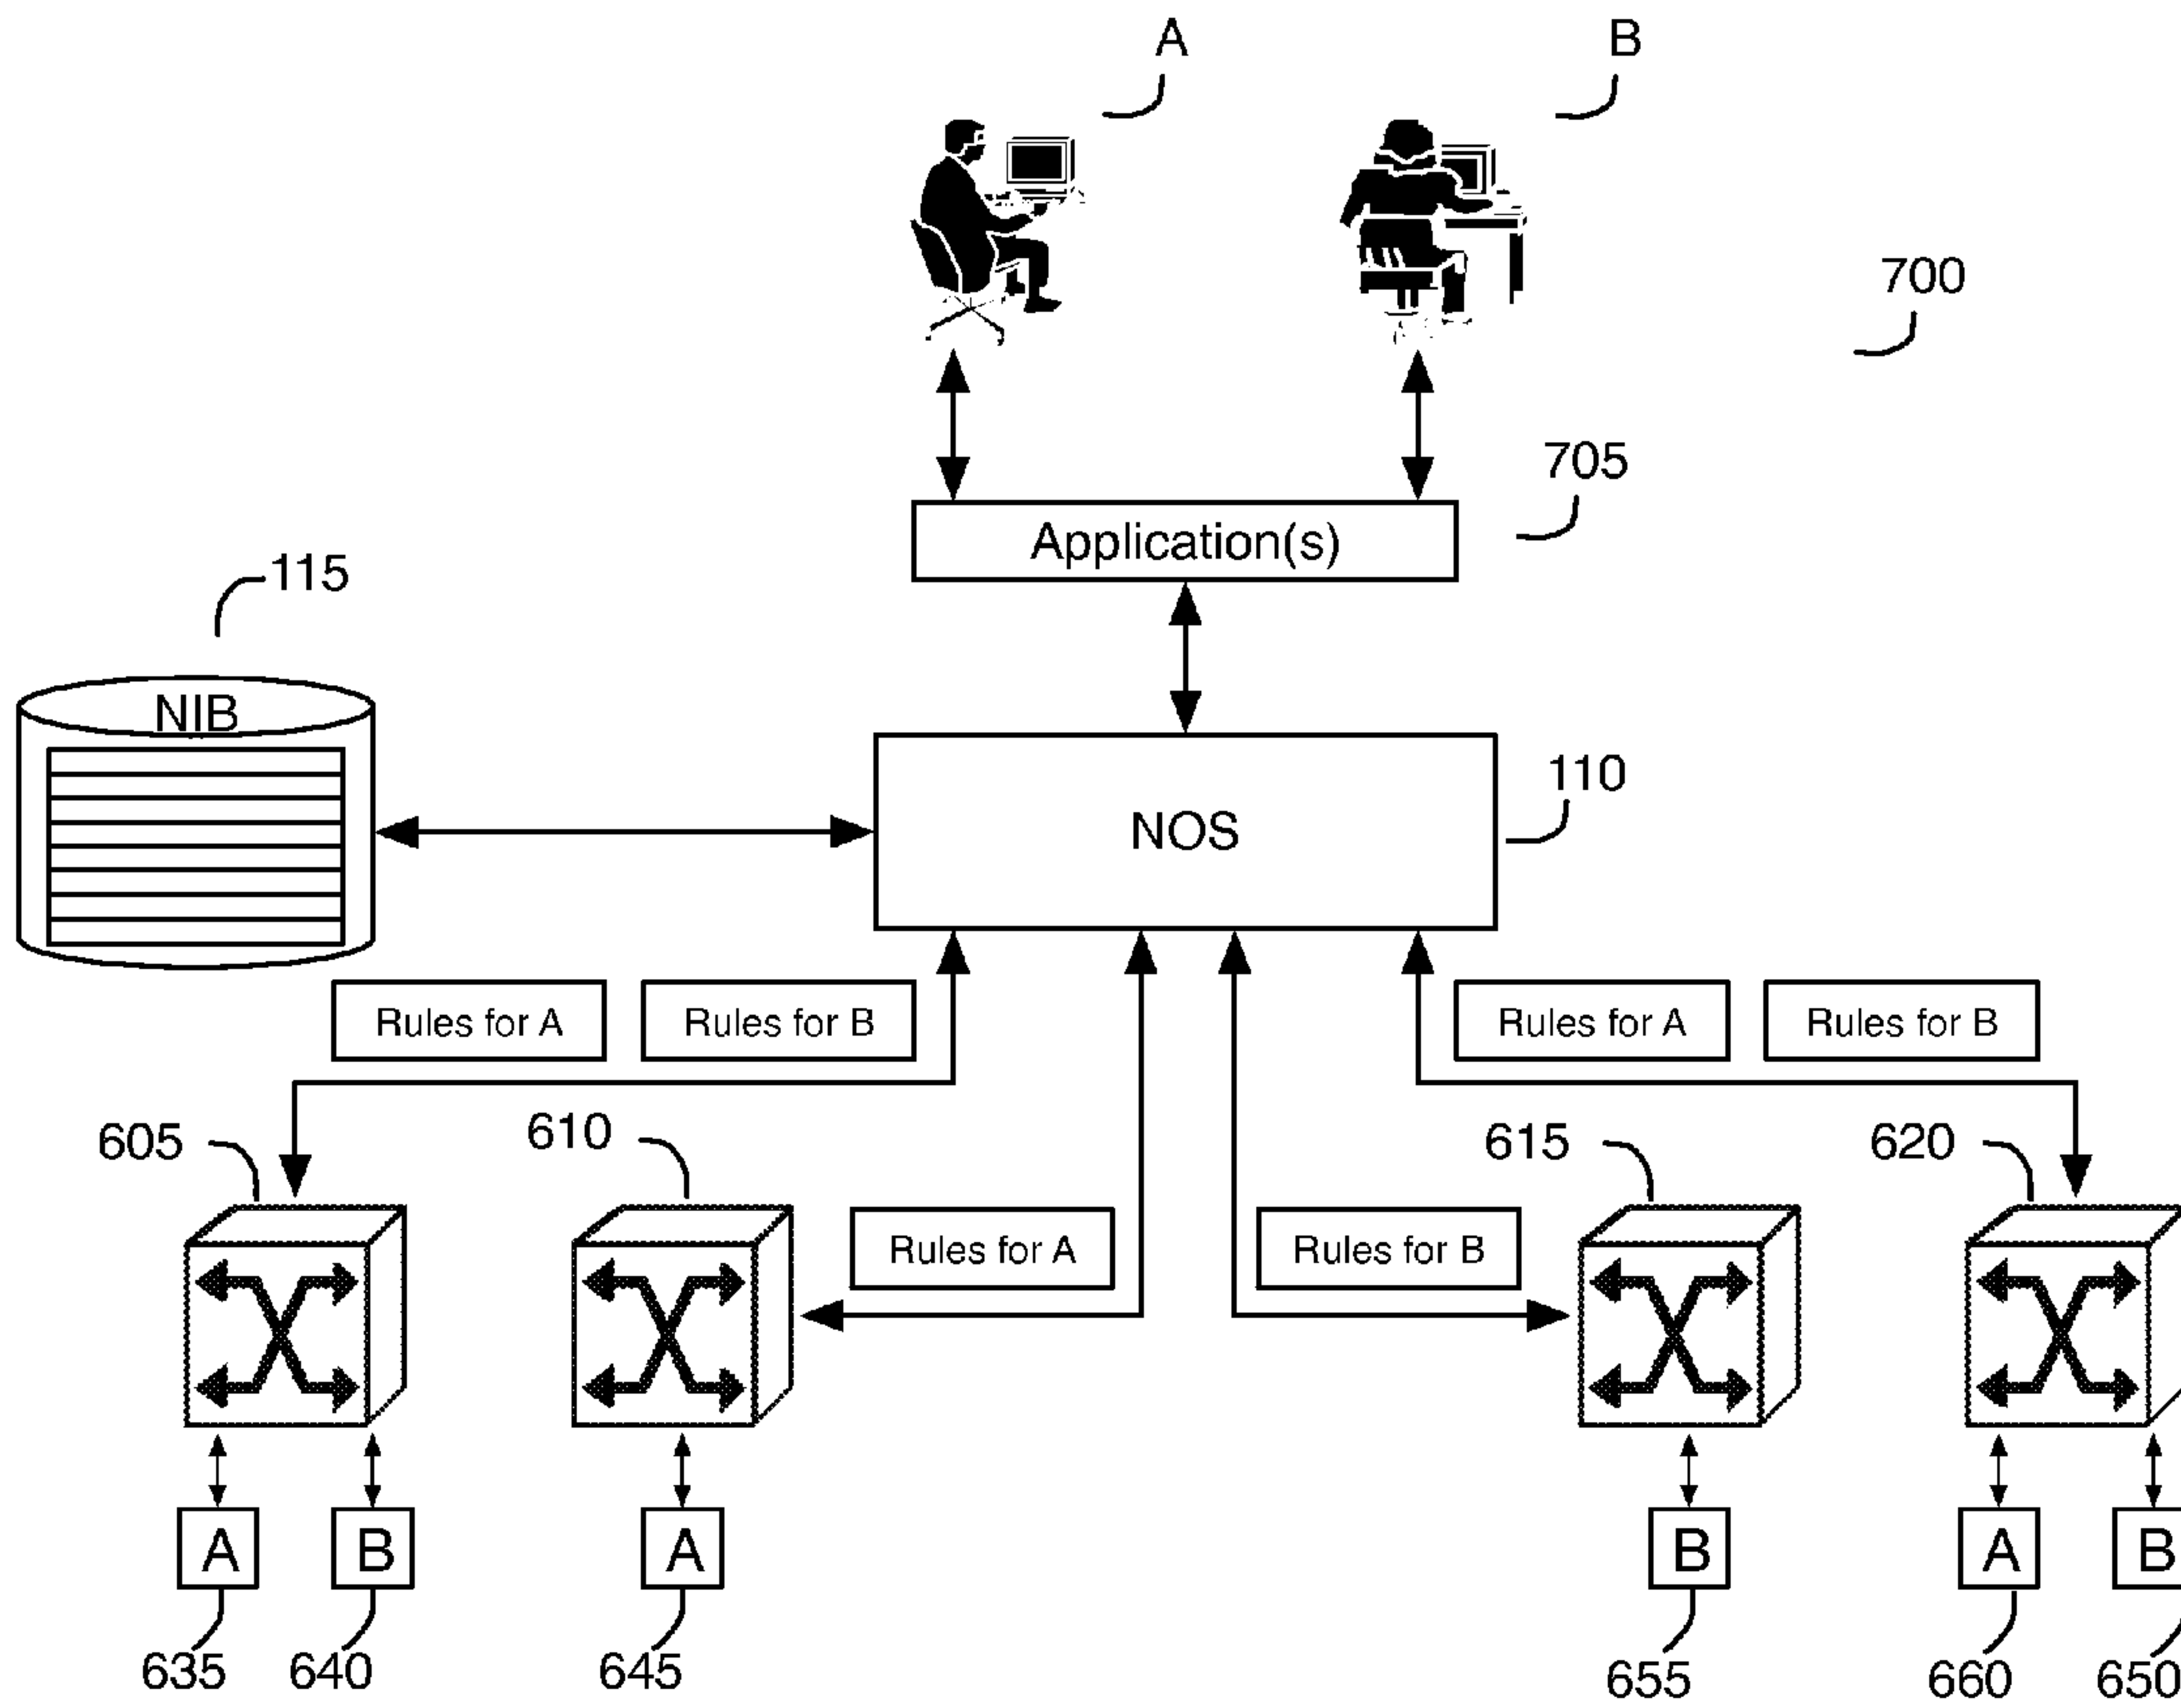 A B
700
705
Application(s)
115
NIB
110
NOS
Rules for A Rules for B Rules for A Rules for B
605 610 615 620
Rules for A Rules for B
A B A B A B
635 640 645 655 660 650